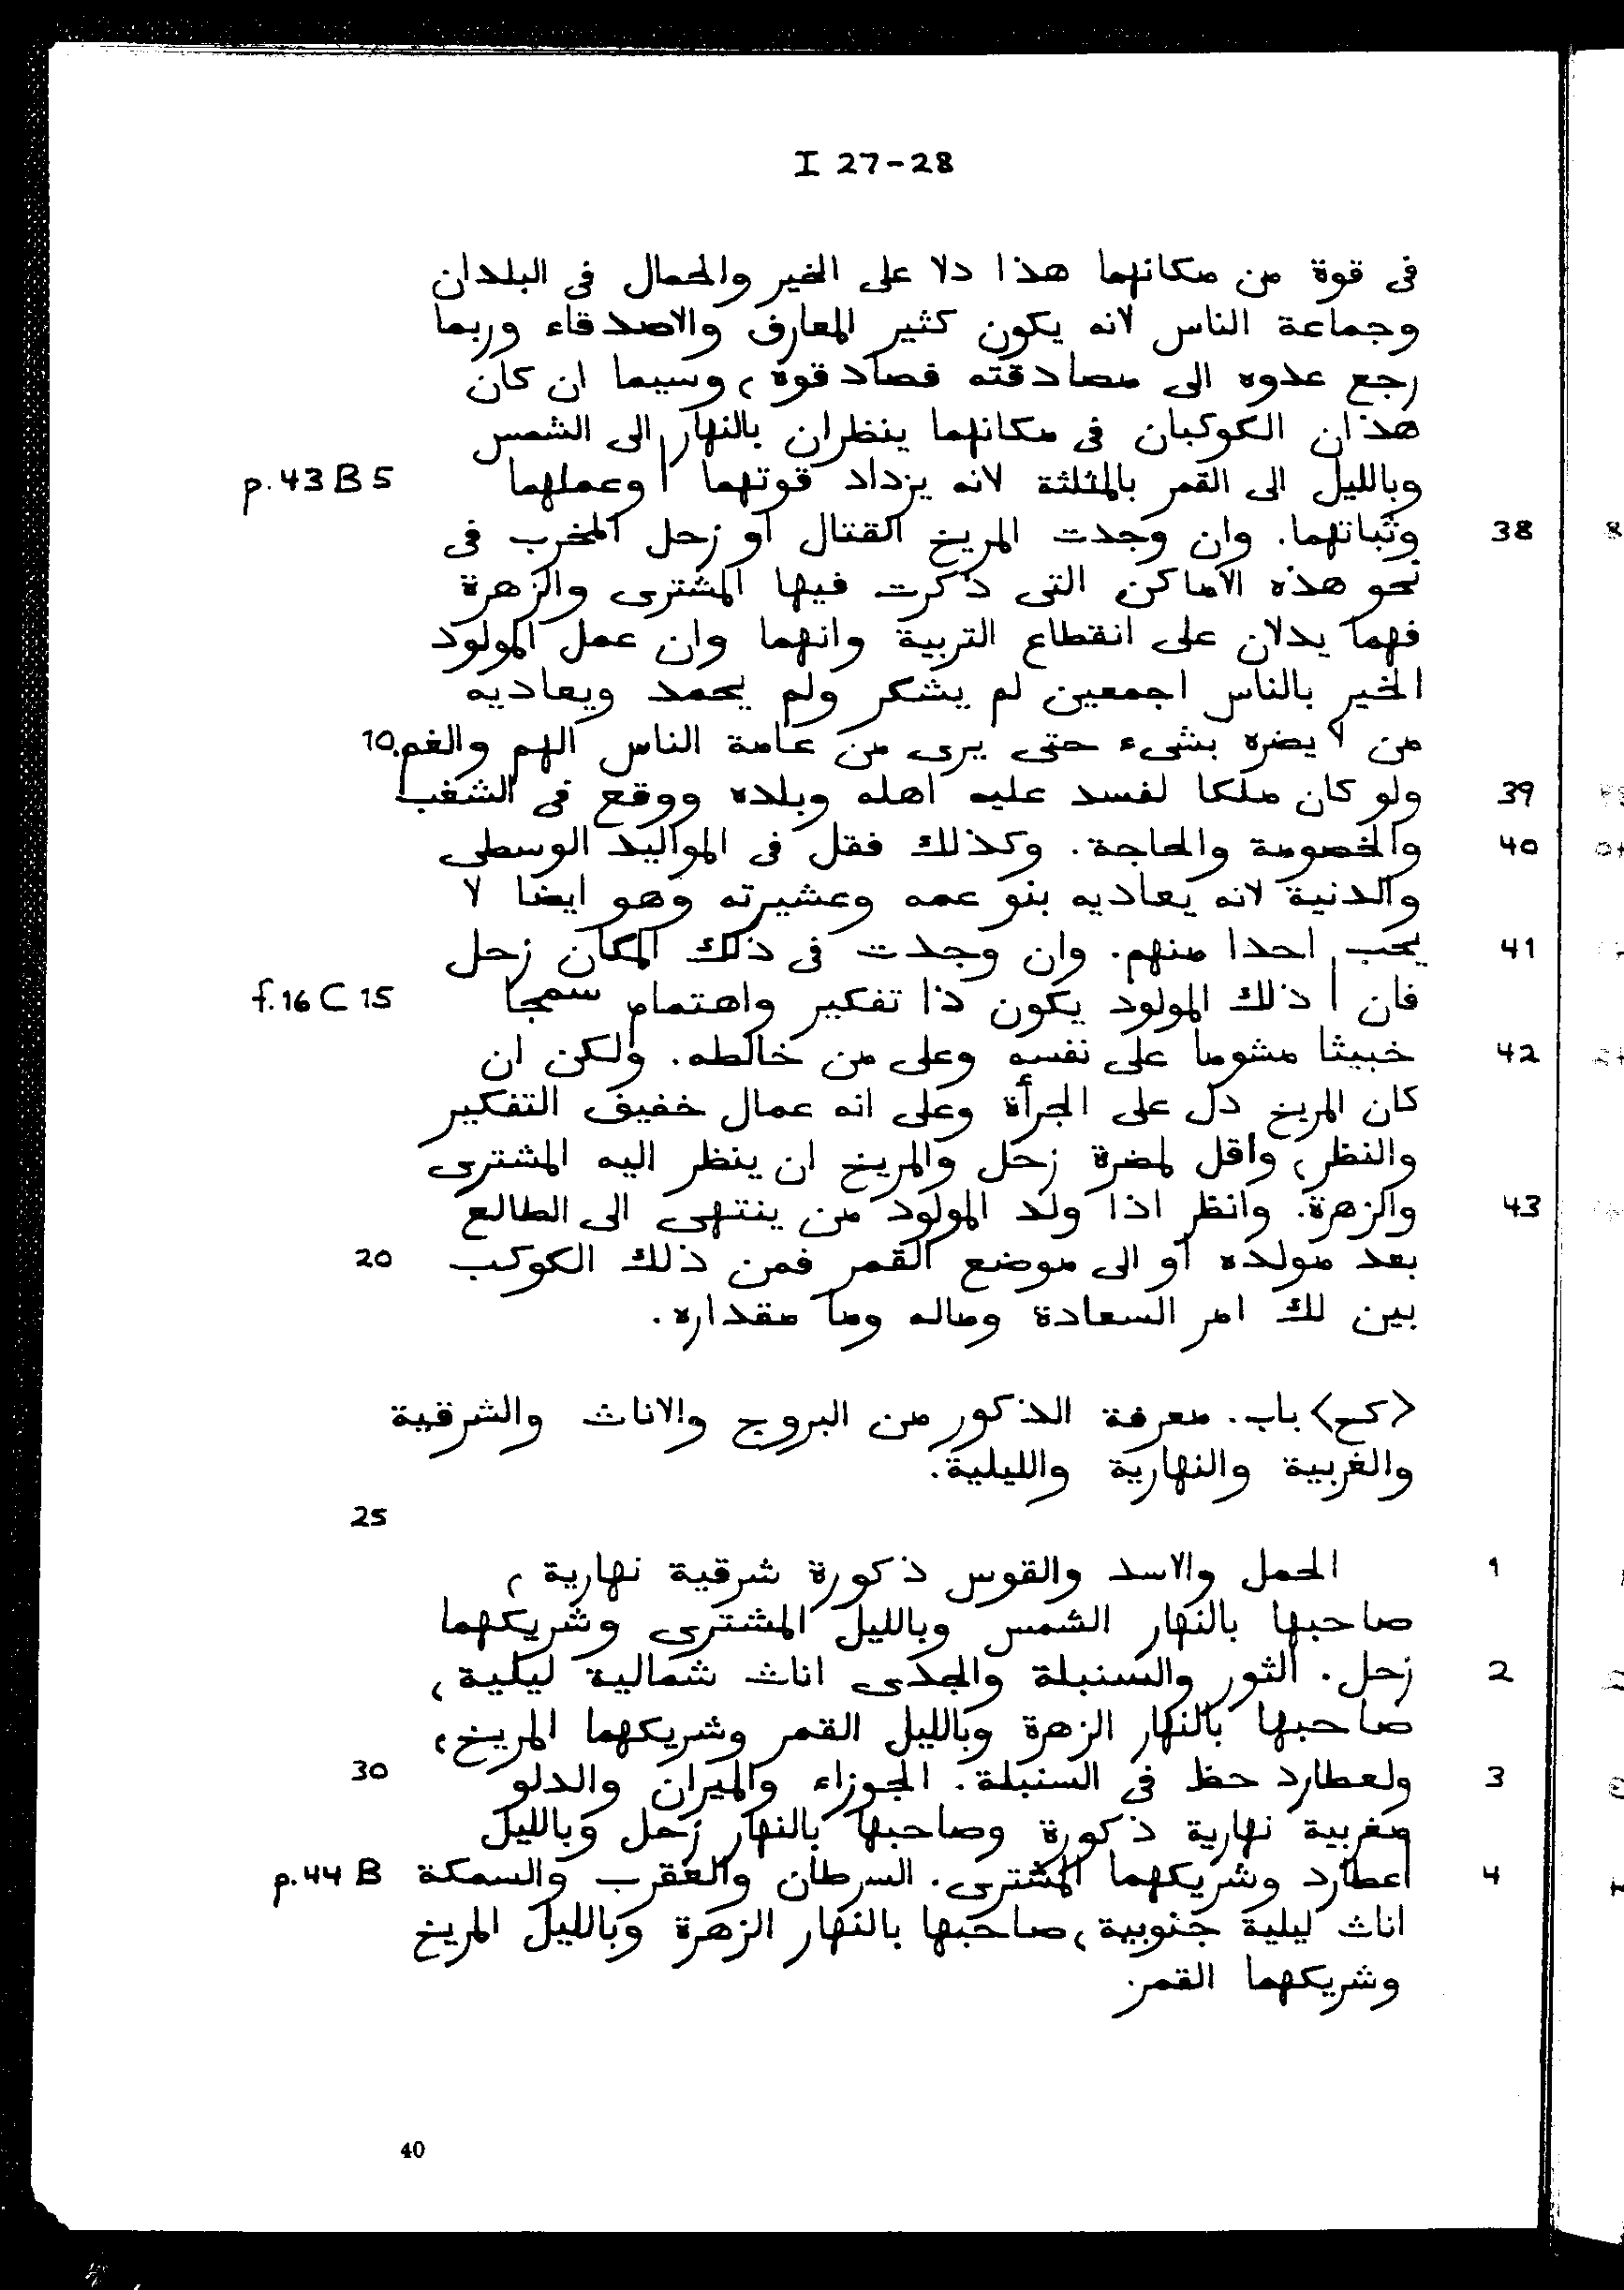 I 27-28
فى قوة من مكانهما هذا دلا على الخير والجمال فى البلدان
وجماعة الناس لانه يكون كثير المعارف والاصدقاء وربما
رجع عدوه الى مصادقته فصاد قوة، وسيما ان كان
هذان الكوكبان فى مكانهما ينظران بالنهار الى الشمس
وبالليل الى القمر بالمثلثة لانه يزداد قوتهما | وعملهما p.43 B 5
38 وثباتهما. وان وجدت المريخ القتال او زحل المخرب فى
نحو هذه الاماكن التى ذكرت فيها المشترى والزهرة
فهما يدلان على انقطاع التربية وانهما وان عمل المولود
الخير بالناس اجمعين لم يشكر ولم يحمد ويعاديه
من لا يضره بشىء حتى يرى من عامة الناس الهم والغم. 10
39 ولو كان ملكا لفسد عليه اهله وبلده ووقع فى الشغب
40 والخصومة والحاجة. وكذلك فقل فى المواليد الوسطى
والدنية لانه يعاديه بنو عمه وعشيرته وهو ايضا لا
41 يحب احدا منهم. وان وجدت فى ذلك المكان زحل
فان | ذلك المولود يكون ذا تفكير واهتمام سمجا f.16 C 15
42 خبيثا مشوما على نفسه وعلى من خالطه. ولكن ان
كان المريخ دل على الجرأة وعلى انه عمال خفيف التفكير
والنظر، واقل لمضرة زحل والمريخ ان ينظر اليه المشترى
43 والزهرة. وانظر اذا ولد المولود من ينتهى الى الطالع
بعد مولده او الى موضع القمر فمن ذلك الكوكب 20
بين لك امر السعادة وماله وما مقداره.
<كح> باب. معرفة الذكور من البروج والاناث والشرقية
والغربية والنهارية والليلية.
25
1 الحمل والاسد والقوس ذكورة شرقية نهارية،
صاحبها بالنهار الشمس وبالليل المشترى وشريكهما
2 زحل. الثور والسنبلة والجدى اناث شمالية ليلية،
صاحبها بالنهار الزهرة وبالليل القمر وشريكهما المريخ،
3 ولعطارد حظ فى السنبلة. الجوزاء والميزان والدلو 30
مغربية نهارية ذكورة وصاحبها بالنهار زحل وبالليل
4 | عطارد وشريكهما المشترى. السرطان والعقرب والسمكة p.44 B
اناث ليلية جنوبية، صاحبها بالنهار الزهرة وبالليل المريخ
وشريكهما القمر.
40